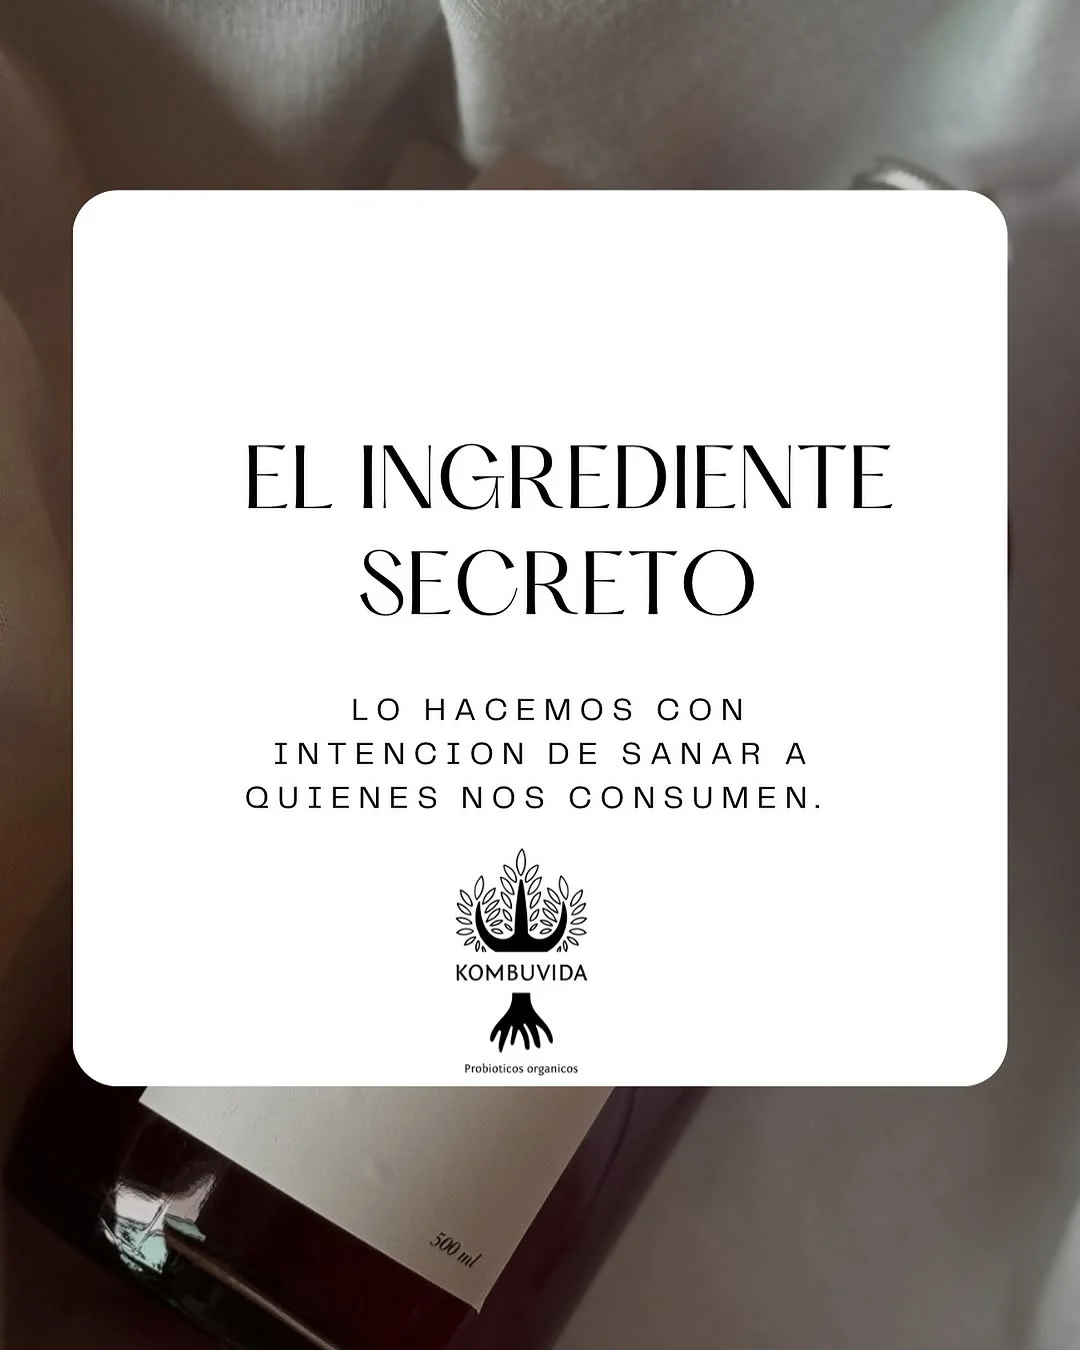 EL INGREDIENTE
SECRETO
LO HACEMOS CON
INTENCION DE SANAR A
QUIENES NOS CONSUMEN.
KOMBUVIDA
Probioticos organicos
500 ml